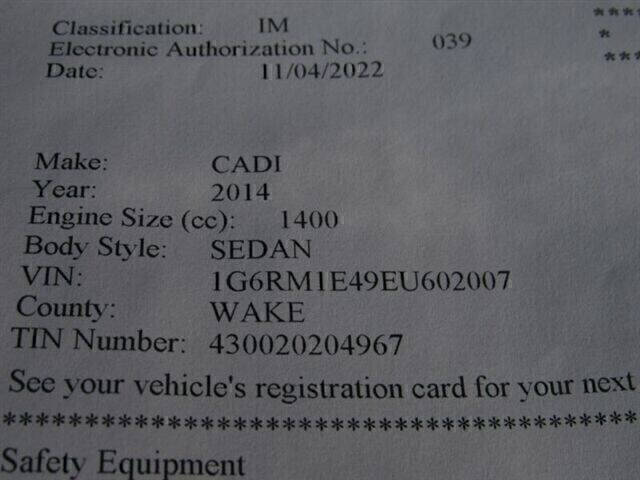 Classification: IM
Electronic Authorization No.: 039
Date: 11/04/2022
****
*
***
Make: CADI
Year: 2014
Engine Size (cc): 1400
Body Style: SEDAN
VIN: 1G6RM1E49EU602007
County: WAKE
TIN Number: 430020204967
See your vehicle's registration card for your next
****************************************
Safety Equipment